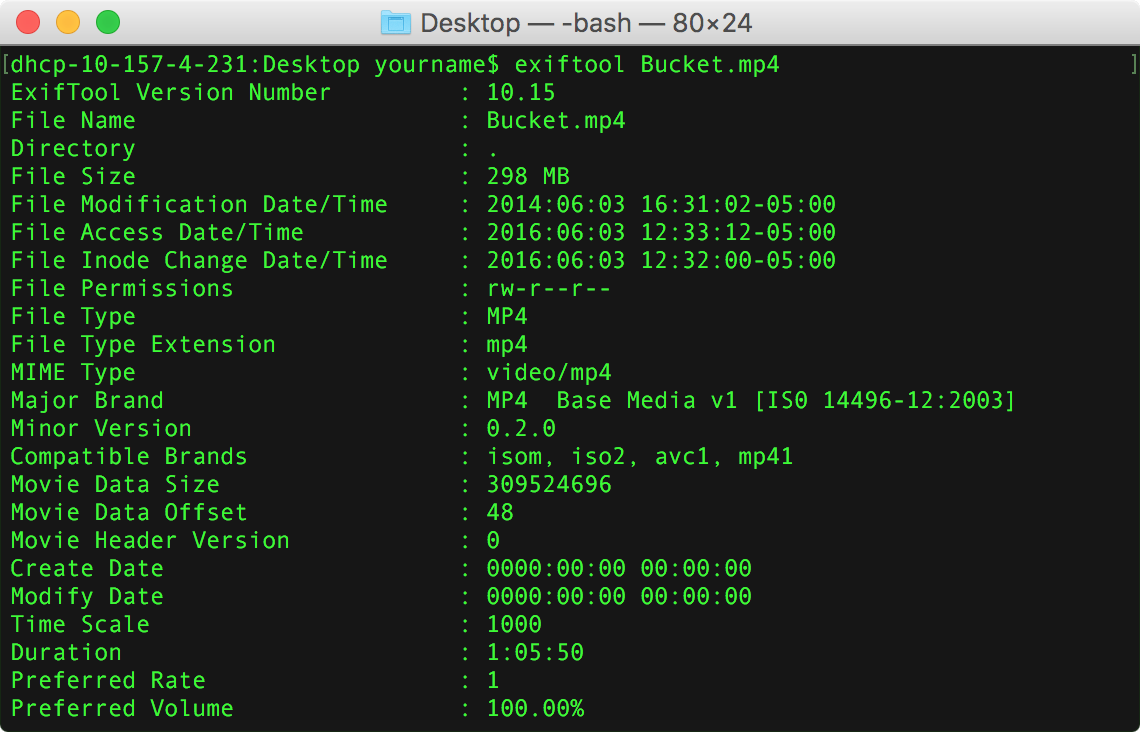 Desktop — -bash — 80×24
[dhcp-10-157-4-231:Desktop yourname$ exiftool Bucket.mp4 ]
ExifTool Version Number : 10.15
File Name : Bucket.mp4
Directory : .
File Size : 298 MB
File Modification Date/Time : 2014:06:03 16:31:02-05:00
File Access Date/Time : 2016:06:03 12:33:12-05:00
File Inode Change Date/Time : 2016:06:03 12:32:00-05:00
File Permissions : rw-r--r--
File Type : MP4
File Type Extension : mp4
MIME Type : video/mp4
Major Brand : MP4  Base Media v1 [IS0 14496-12:2003]
Minor Version : 0.2.0
Compatible Brands : isom, iso2, avc1, mp41
Movie Data Size : 309524696
Movie Data Offset : 48
Movie Header Version : 0
Create Date : 0000:00:00 00:00:00
Modify Date : 0000:00:00 00:00:00
Time Scale : 1000
Duration : 1:05:50
Preferred Rate : 1
Preferred Volume : 100.00%